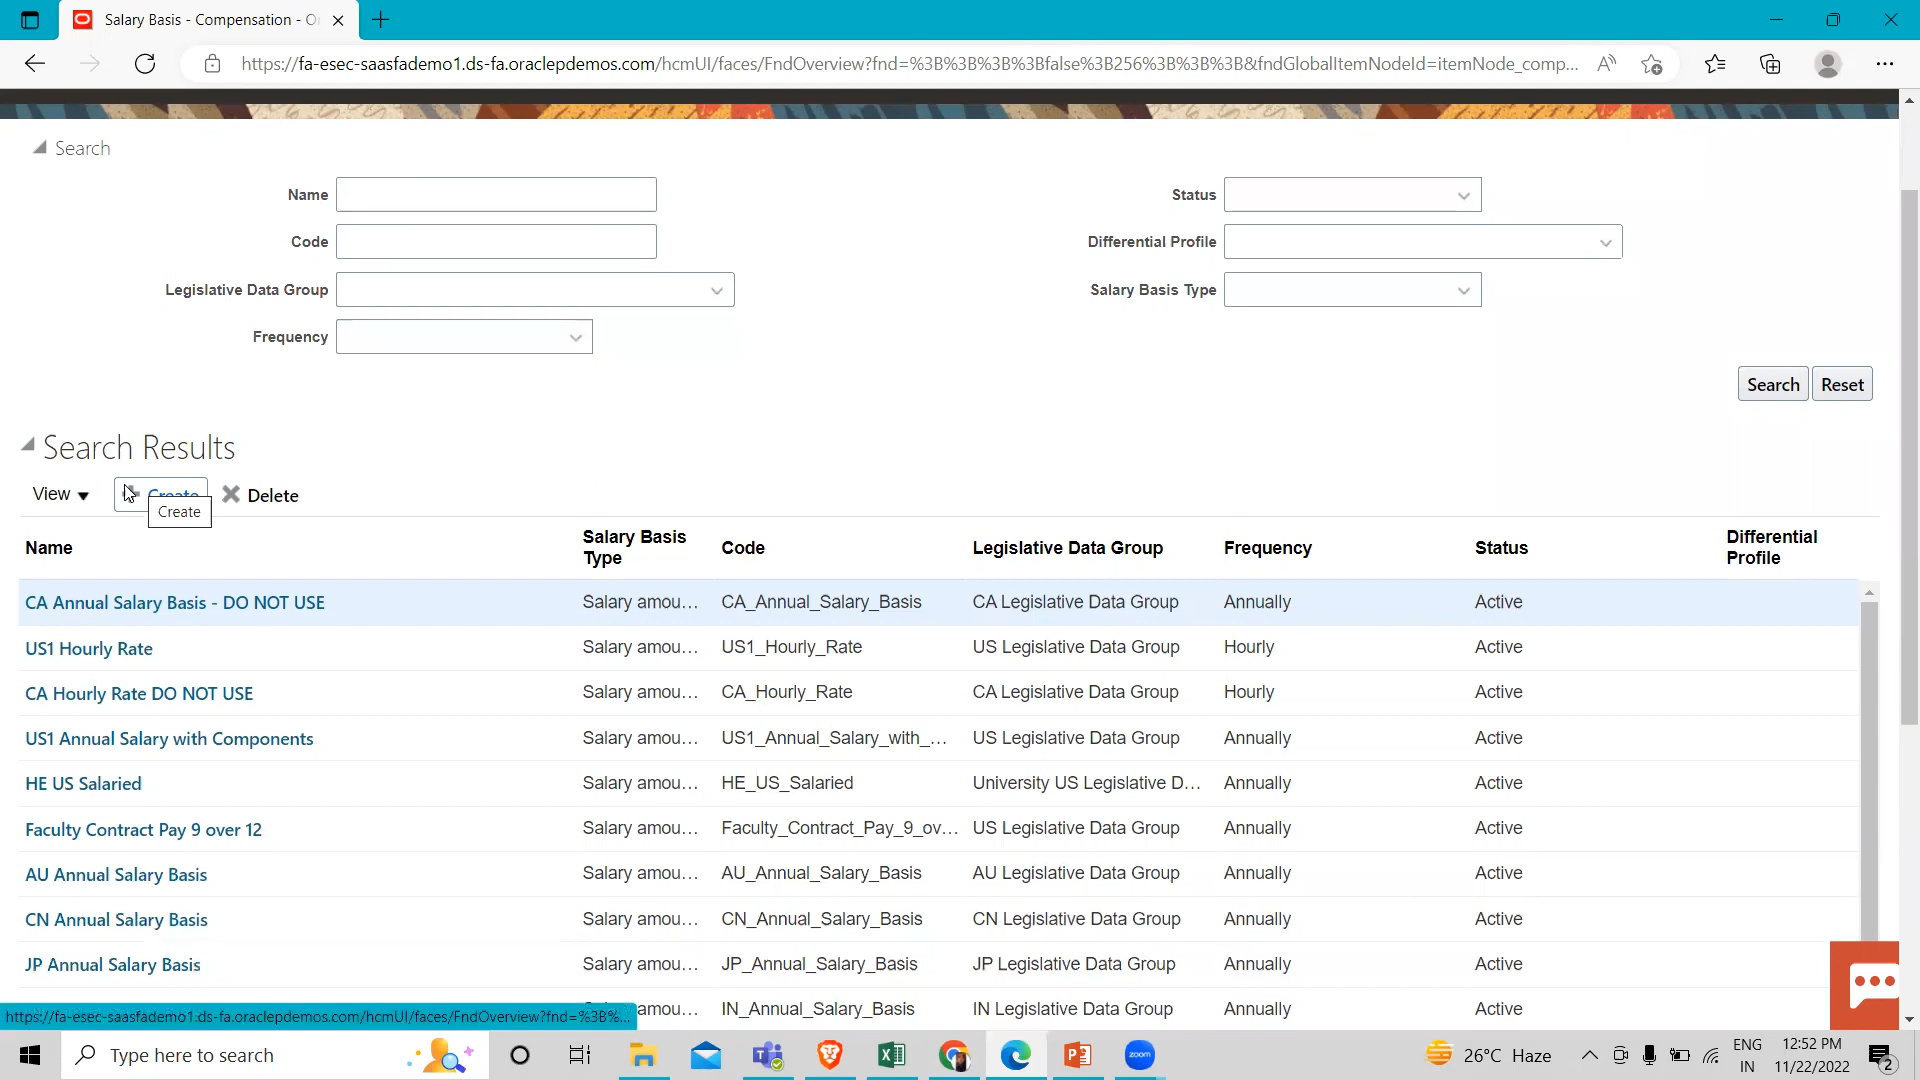 Salary Basis - Compensation - O
https://fa-esec-saasfademo1.ds-fa.oraclepdemos.com/hcmUI/faces/FndOverview?fnd=%3B%3B%3B%3Bfalse%3B256%3B%3B%3B&fndGlobalItemNodeId=itemNode_comp...
Search
Name
Status
Code
Differential Profile
Legislative Data Group
Salary Basis Type
Frequency
Search Reset
Search Results
View Create Delete
Create
Name Salary Basis Type Code Legislative Data Group Frequency Status Differential Profile
CA Annual Salary Basis - DO NOT USE Salary amou... CA_Annual_Salary_Basis CA Legislative Data Group Annually Active
US1 Hourly Rate Salary amou... US1_Hourly_Rate US Legislative Data Group Hourly Active
CA Hourly Rate DO NOT USE Salary amou... CA_Hourly_Rate CA Legislative Data Group Hourly Active
US1 Annual Salary with Components Salary amou... US1_Annual_Salary_with_... US Legislative Data Group Annually Active
HE US Salaried Salary amou... HE_US_Salaried University US Legislative D... Annually Active
Faculty Contract Pay 9 over 12 Salary amou... Faculty_Contract_Pay_9_ov... US Legislative Data Group Annually Active
AU Annual Salary Basis Salary amou... AU_Annual_Salary_Basis AU Legislative Data Group Annually Active
CN Annual Salary Basis Salary amou... CN_Annual_Salary_Basis CN Legislative Data Group Annually Active
JP Annual Salary Basis Salary amou... JP_Annual_Salary_Basis JP Legislative Data Group Annually Active
amou... IN_Annual_Salary_Basis IN Legislative Data Group Annually Active
https://fa-esec-saasfademo1.ds-fa.oraclepdemos.com/hcmUI/faces/FndOverview?fnd=%3B%...
Type here to search
zoom
26°C Haze
ENG
IN
12:52 PM
11/22/2022
2